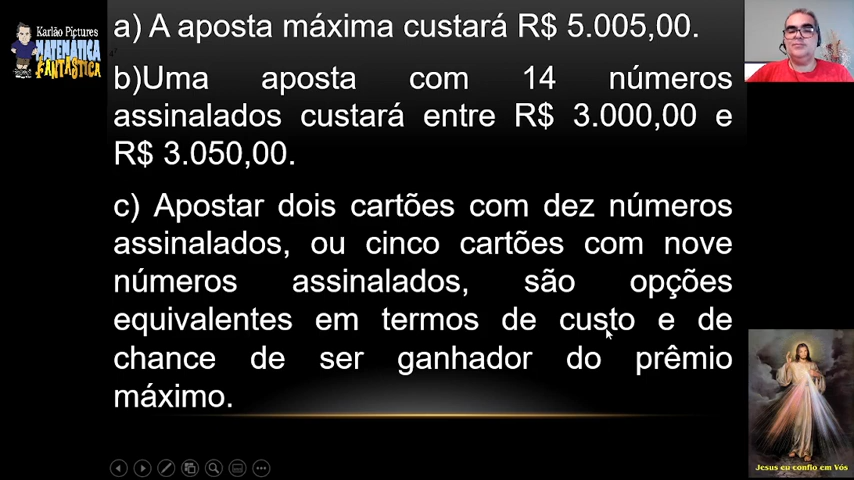 Karlão Pictures
MATEMÁTICA
FANTÁSTICA
a) A aposta máxima custará R$ 5.005,00.
b)Uma aposta com 14 números
assinalados custará entre R$ 3.000,00 e
R$ 3.050,00.
c) Apostar dois cartões com dez números
assinalados, ou cinco cartões com nove
números assinalados, são opções
equivalentes em termos de custo e de
chance de ser ganhador do prêmio
máximo.
Jesus eu confio em Vós